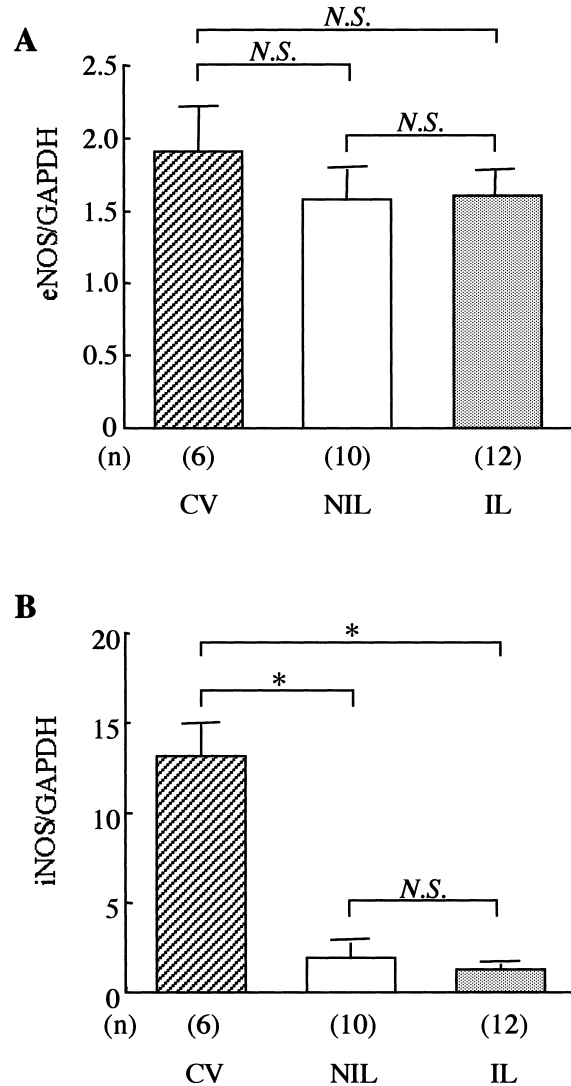 A
N.S.
N.S.
N.S.
eNOS/GAPDH
2.5
2.0
1.5
1.0
0.5
0
(n) (6) (10) (12)
CV NIL IL
B
*
*
N.S.
iNOS/GAPDH
20
15
10
5
0
(n) (6) (10) (12)
CV NIL IL